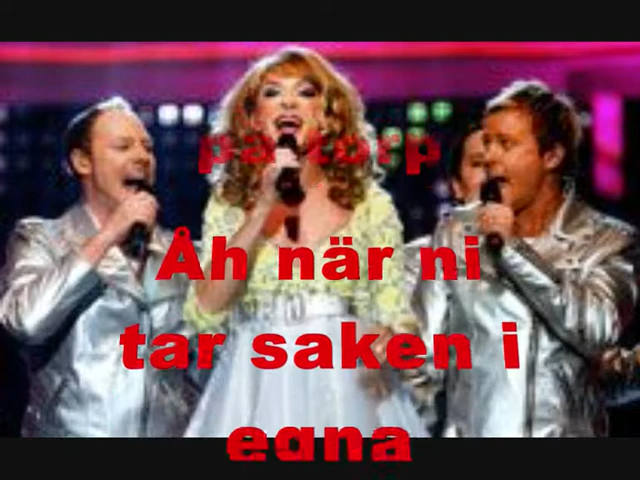 på torp
Åh när ni
tar saken i
egna